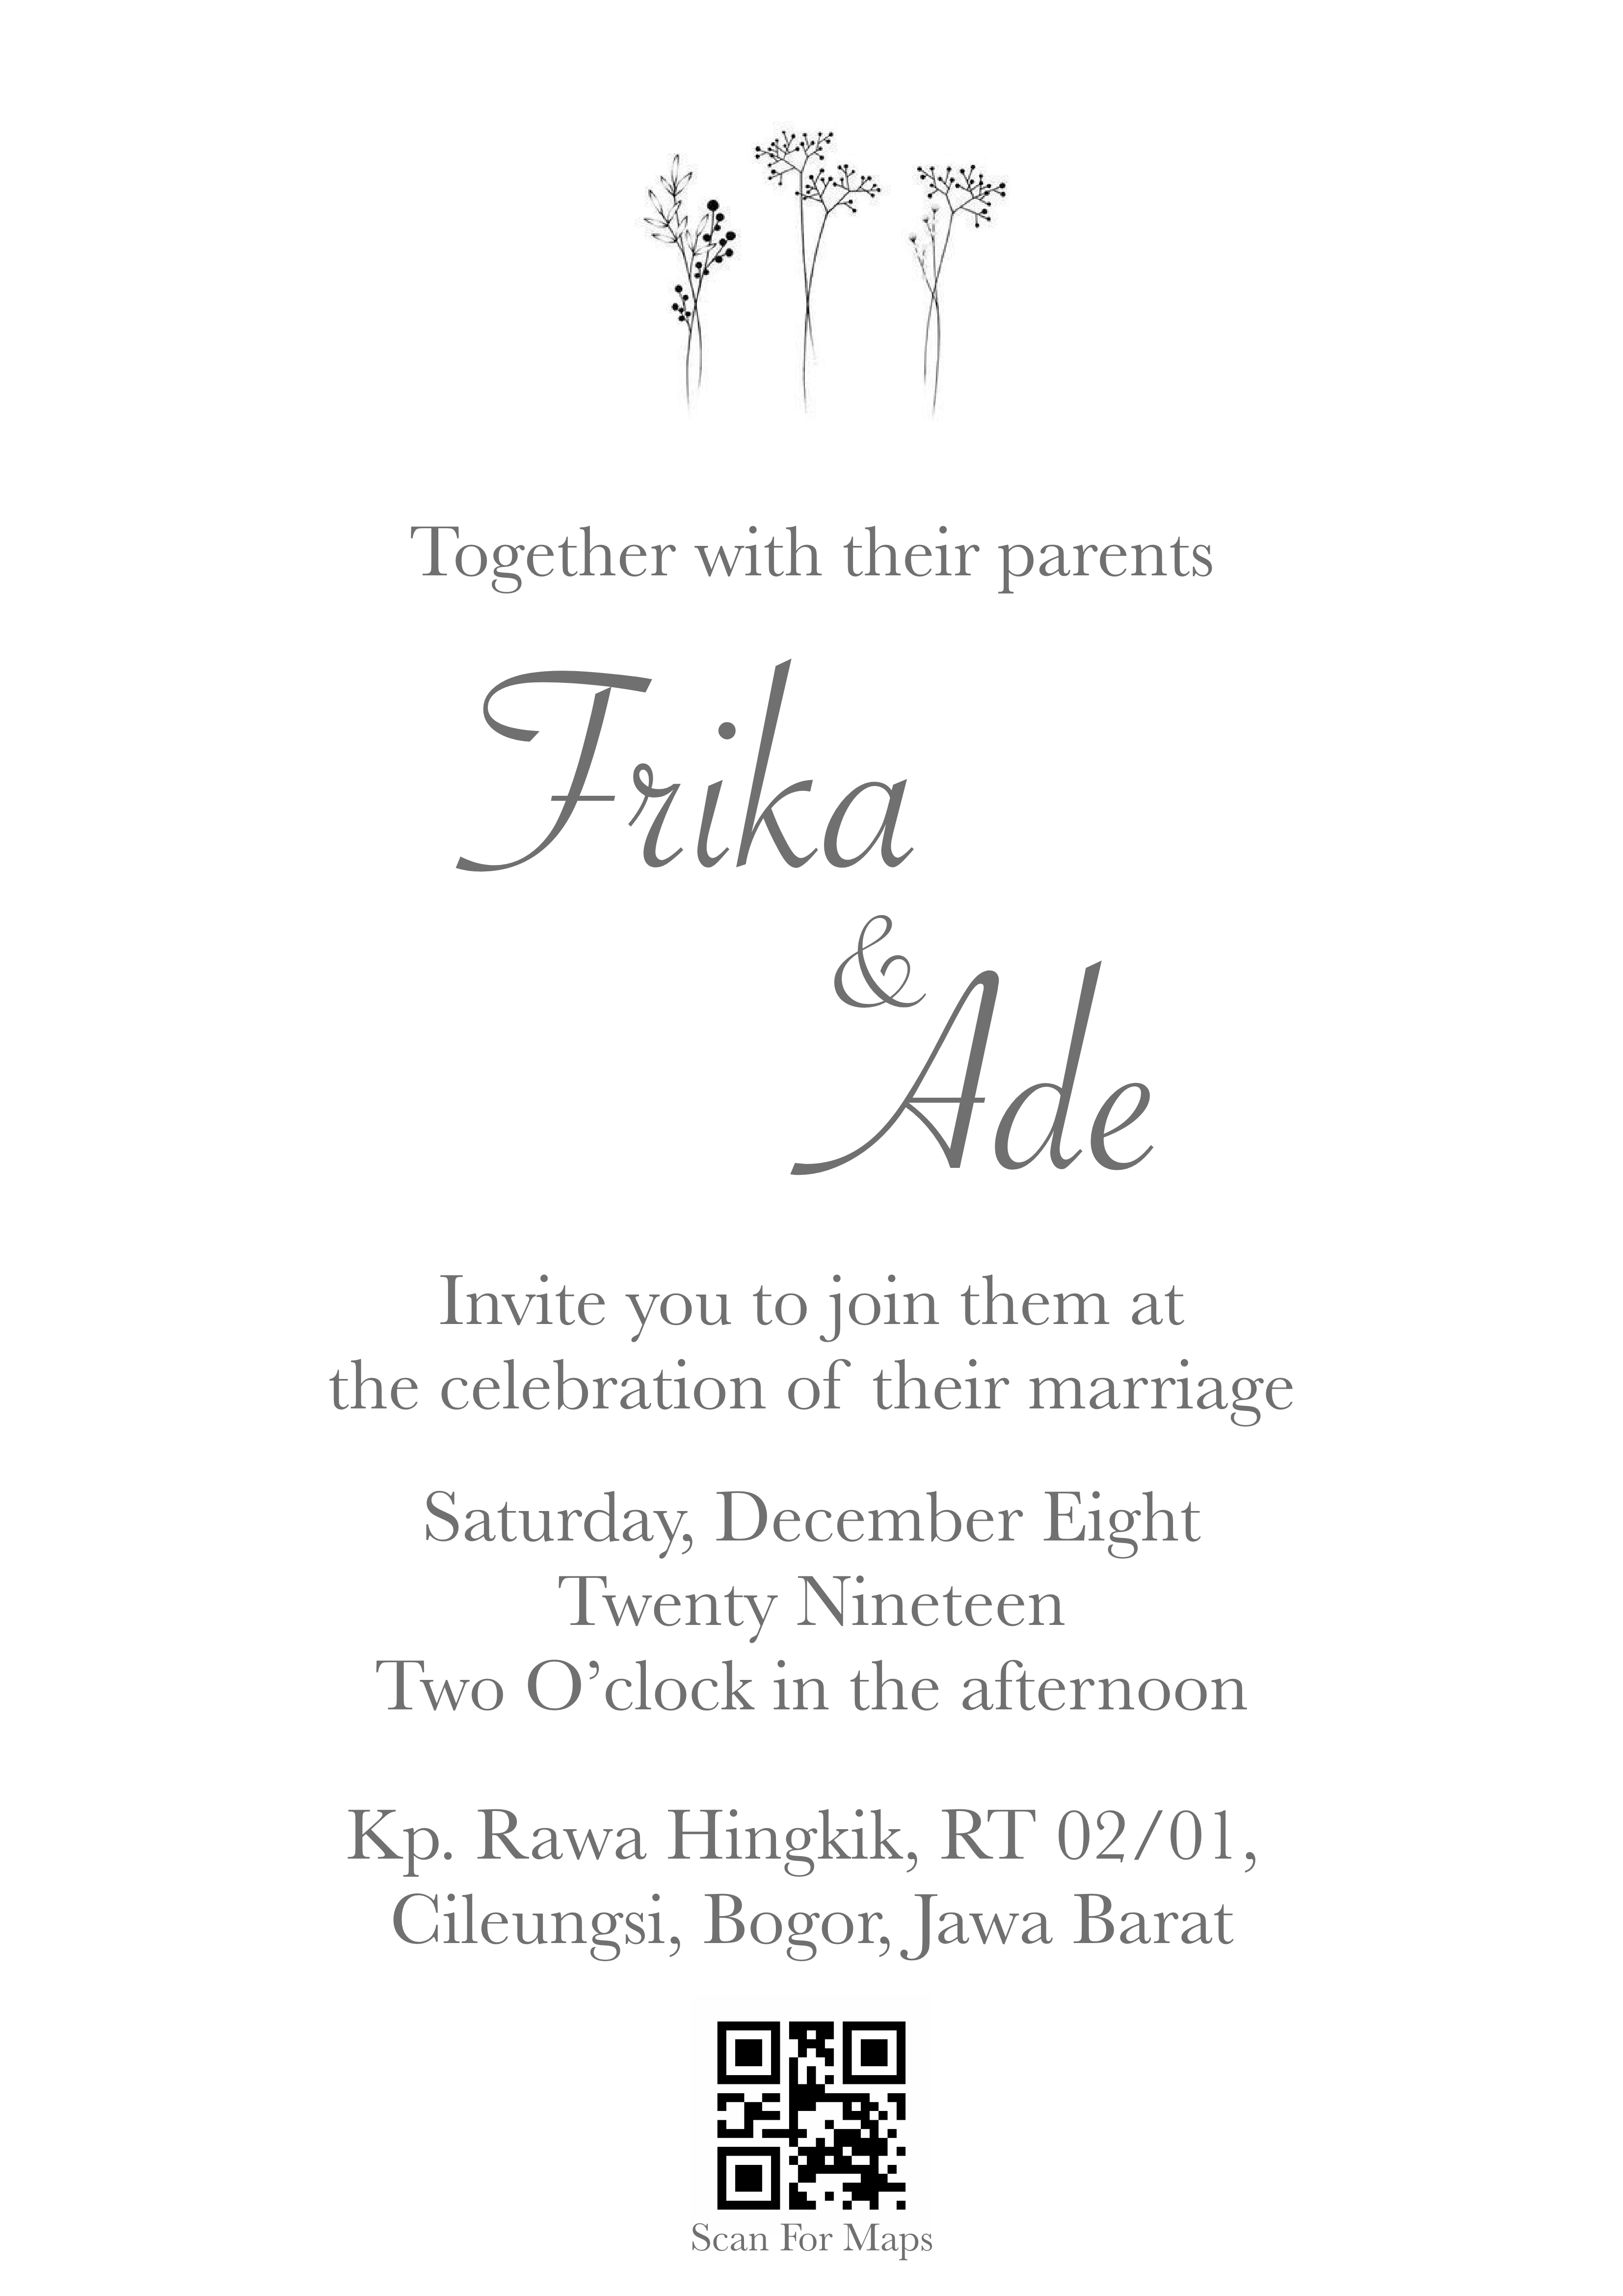 Together with their parents
Frika
&
Ade
Invite you to join them at
the celebration of their marriage
Saturday, December Eight
Twenty Nineteen
Two O’clock in the afternoon
Kp. Rawa Hingkik, RT 02/01,
Cileungsi, Bogor, Jawa Barat
Scan For Maps